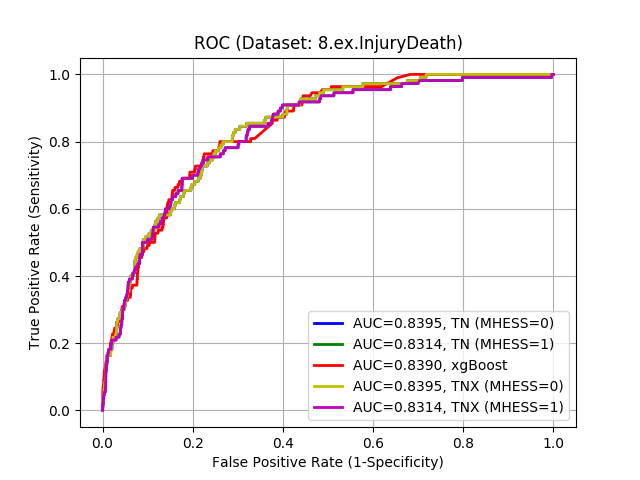 ROC (Dataset: 8.ex.InjuryDeath)
True Positive Rate (Sensitivity)
1.0
0.8
0.6
0.4
0.2
0.0
AUC=0.8395, TN (MHESS=0)
AUC=0.8314, TN (MHESS=1)
AUC=0.8390, xgBoost
AUC=0.8395, TNX (MHESS=0)
AUC=0.8314, TNX (MHESS=1)
0.0 0.2 0.4 0.6 0.8 1.0
False Positive Rate (1-Specificity)